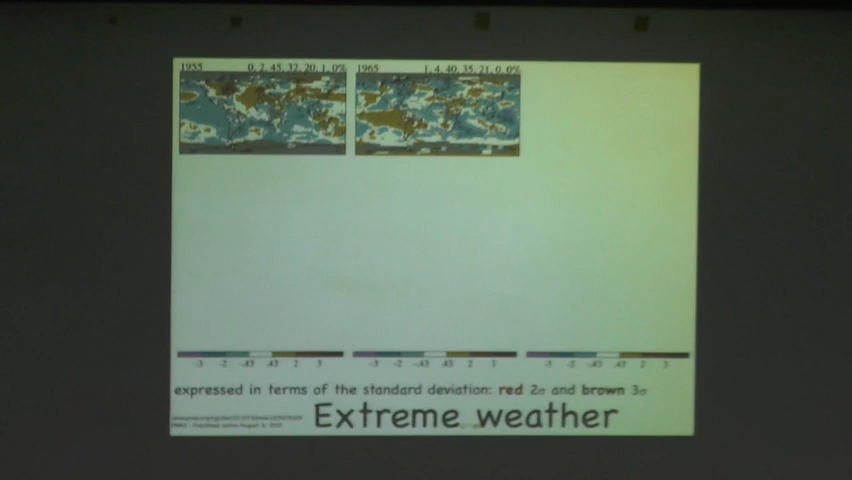 1955 0, 2, 45, 32, 20, 1, 0% 1965 1, 4, 40, 35, 21, 0, 0%
-3 -2 -.43 .43 2 3 -3 -2 -.43 .43 2 3 -3 -2 -.43 .43 2 3
expressed in terms of the standard deviation: red 2σ and brown 3σ
Extreme weather